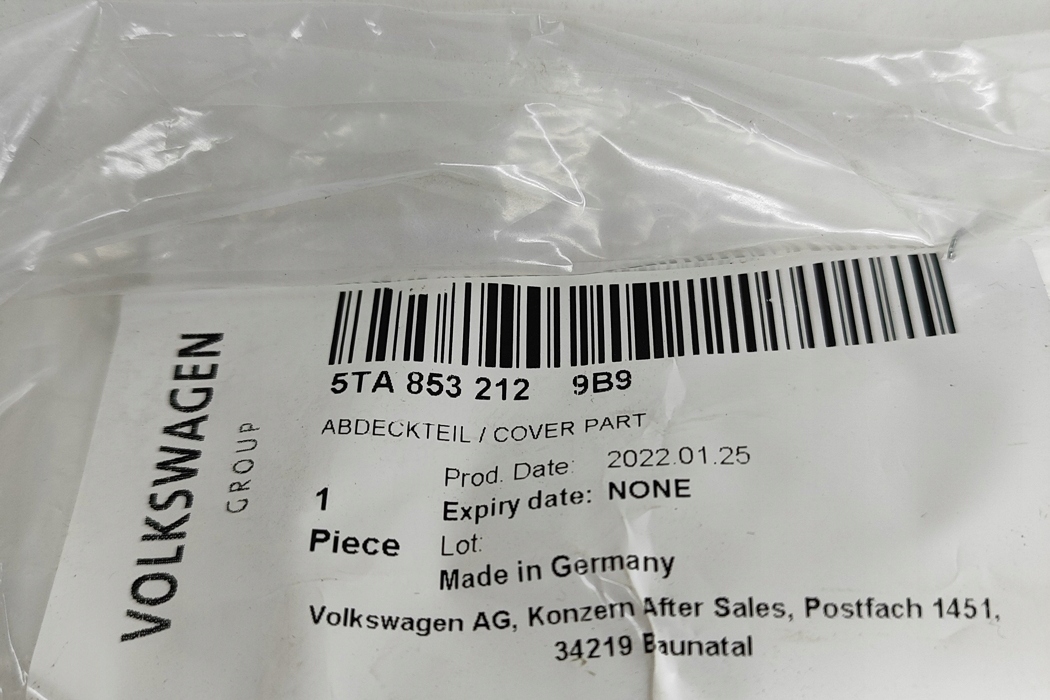 VOLKSWAGEN
GROUP
5TA 853 212 9B9
ABDECKTEIL / COVER PART
Prod. Date: 2022.01.25
1
Expiry date: NONE
Piece
Lot:
Made in Germany
Volkswagen AG, Konzern After Sales, Postfach 1451,
34219 Baunatal